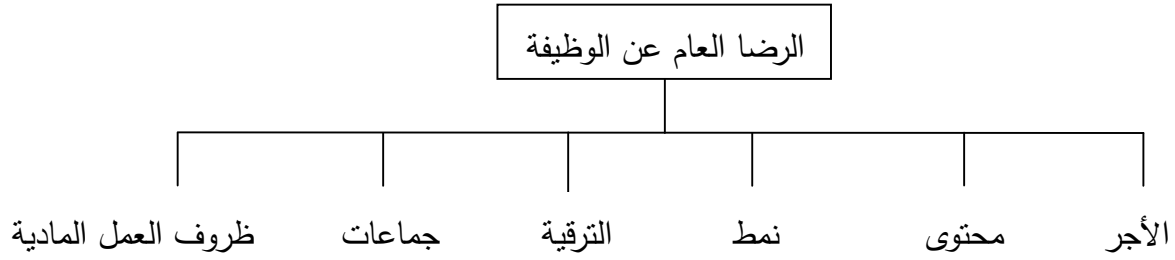 الرضا العام عن الوظيفة
الأجر محتوى نمط الترقية جماعات ظروف العمل المادية